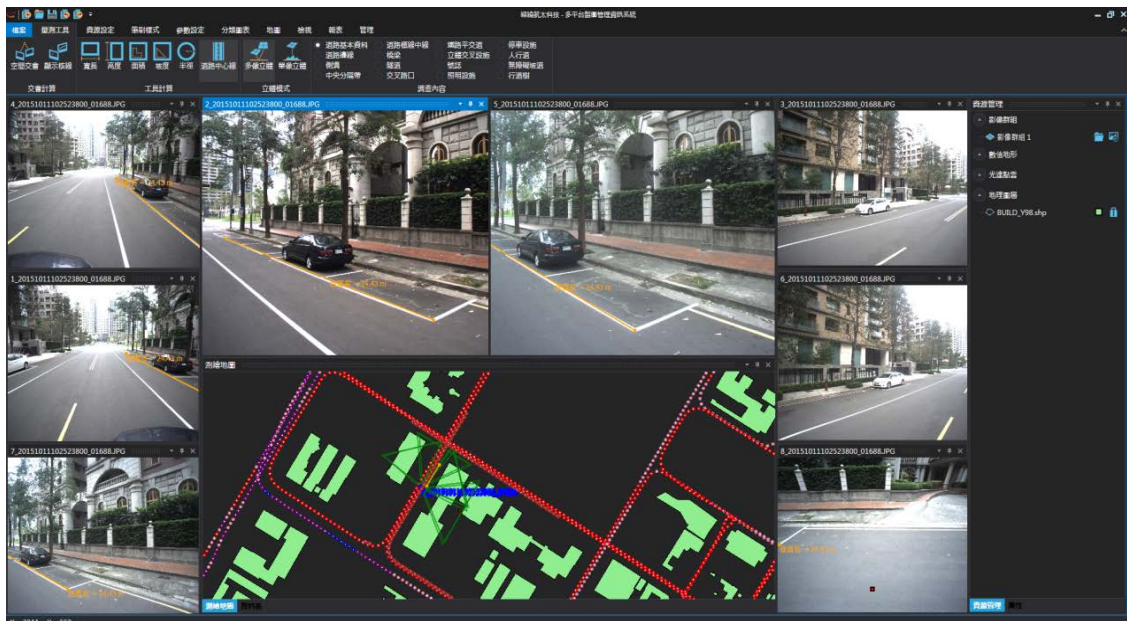 經緯航太科技 - 多平台製圖管理資訊系統
檔案 量測工具 資源設定 參數設定 分類圖表 地圖 檢視 報表 管理
空間交會 顯示核線 寬長 高度 面積 坡度 半徑 道路中心線 多像立體 單像立體
道路基本資料 道路標線中線 鐵路平交道 停車設施
道路邊線 橋梁 立體交叉設施 人行道
側溝 隧道 號誌 無障礙坡道
中央分隔帶 交叉路口 照明設施 行道樹
交會計算 工具計算 立體模式 調查內容
4_20151011102523800_01688.JPG
2_20151011102523800_01688.JPG
5_20151011102523800_01688.JPG
3_20151011102523800_01688.JPG
資源管理
影像群組
影像群組 1
數值地形
光達點雲
地理圖層
BUILD_Y98.shp
1_20151011102523800_01688.JPG
6_20151011102523800_01688.JPG
測繪地圖
7_20151011102523800_01688.JPG
8_20151011102523800_01688.JPG
測繪地圖 資料表
資源管理 屬性